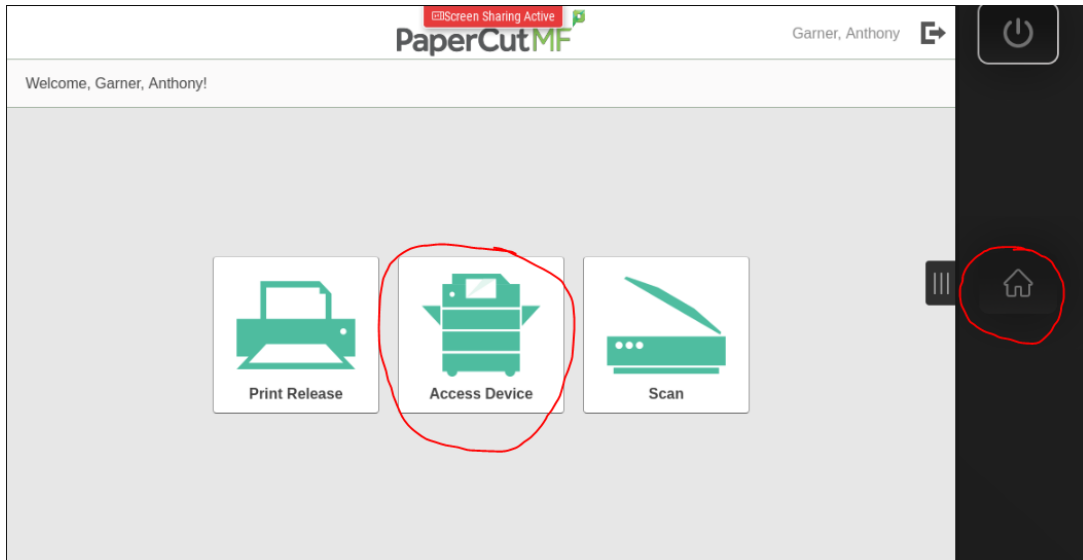 Screen Sharing Active
PaperCutMF
Garner, Anthony
Welcome, Garner, Anthony!
Print Release
Access Device
Scan